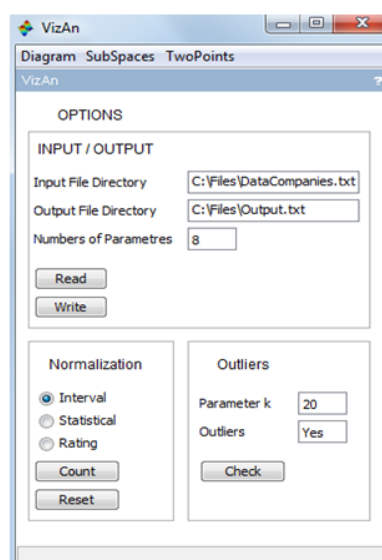 VizAn
Diagram SubSpaces TwoPoints
VizAn ?
OPTIONS
INPUT / OUTPUT
Input File Directory C:\Files\DataCompanies.txt
Output File Directory C:\Files\Output.txt
Numbers of Parametres 8
Read
Write
Normalization
Interval
Statistical
Rating
Count
Reset
Outliers
Parameter k 20
Outliers Yes
Check